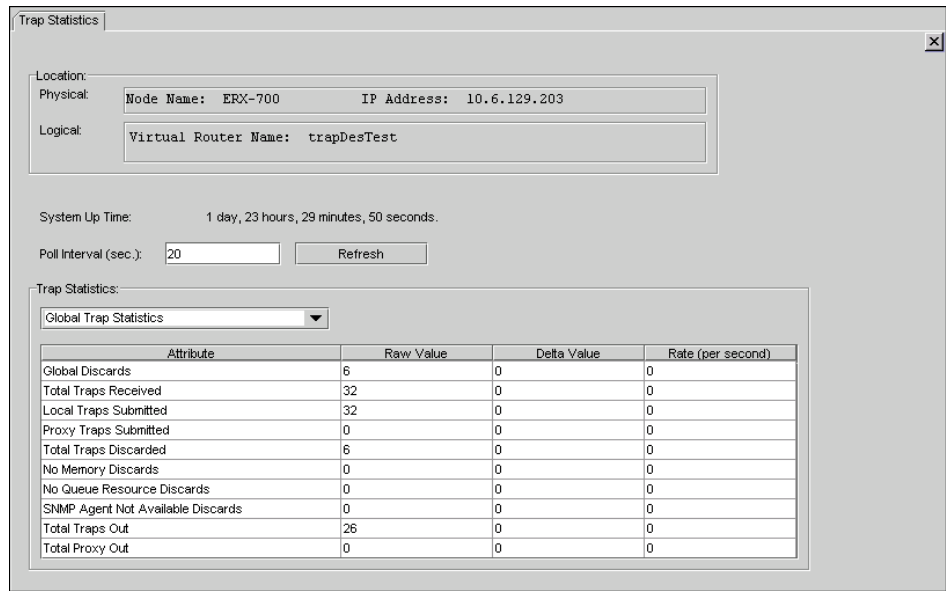 Trap Statistics
Location:
Physical: Node Name: ERX-700 IP Address: 10.6.129.203
Logical: Virtual Router Name: trapDesTest
System Up Time: 1 day, 23 hours, 29 minutes, 50 seconds.
Poll Interval (sec.): 20 Refresh
Trap Statistics:
Global Trap Statistics
Attribute Raw Value Delta Value Rate (per second)
Global Discards 6 0 0
Total Traps Received 32 0 0
Local Traps Submitted 32 0 0
Proxy Traps Submitted 0 0 0
Total Traps Discarded 6 0 0
No Memory Discards 0 0 0
No Queue Resource Discards 0 0 0
SNMP Agent Not Available Discards 0 0 0
Total Traps Out 26 0 0
Total Proxy Out 0 0 0